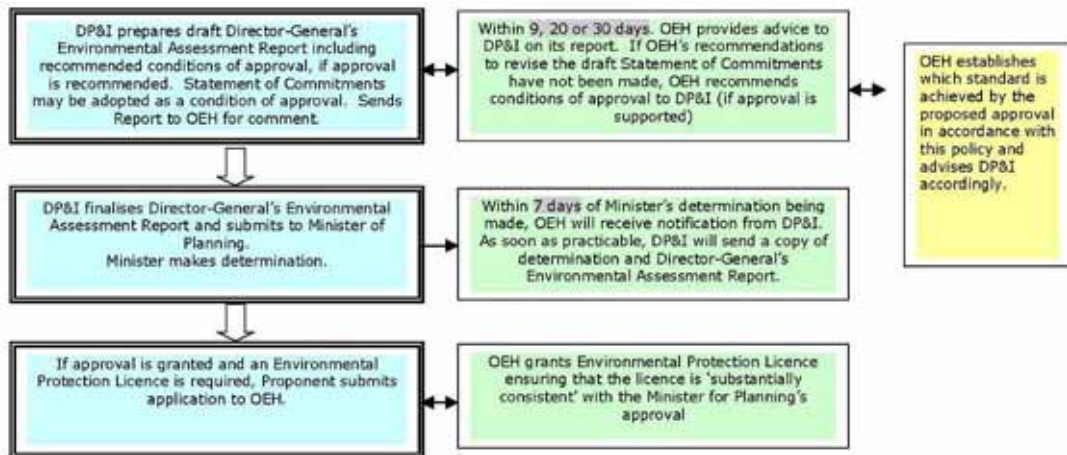 DP&I prepares draft Director-General's
Environmental Assessment Report including
recommended conditions of approval, if approval
is recommended.  Statement of Commitments
may be adopted as a condition of approval.  Sends
Report to OEH for comment.
Within 9, 20 or 30 days. OEH provides advice to
DP&I on its report.  If OEH's recommendations
to revise the draft Statement of Commitments
have not been made, OEH recommends
conditions of approval to DP&I (if approval is
supported)
OEH establishes
which standard is
achieved by the
proposed approval
in accordance with
this policy and
advises DP&I
accordingly.
DP&I finalises Director-General's Environmental
Assessment Report and submits to Minister of
Planning.
Minister makes determination.
Within 7 days of Minister's determination being
made, OEH will receive notification from DP&I.
As soon as practicable, DP&I will send a copy of
determination and Director-General's
Environmental Assessment Report.
If approval is granted and an Environmental
Protection Licence is required, Proponent submits
application to OEH.
OEH grants Environmental Protection Licence
ensuring that the licence is 'substantially
consistent' with the Minister for Planning's
approval